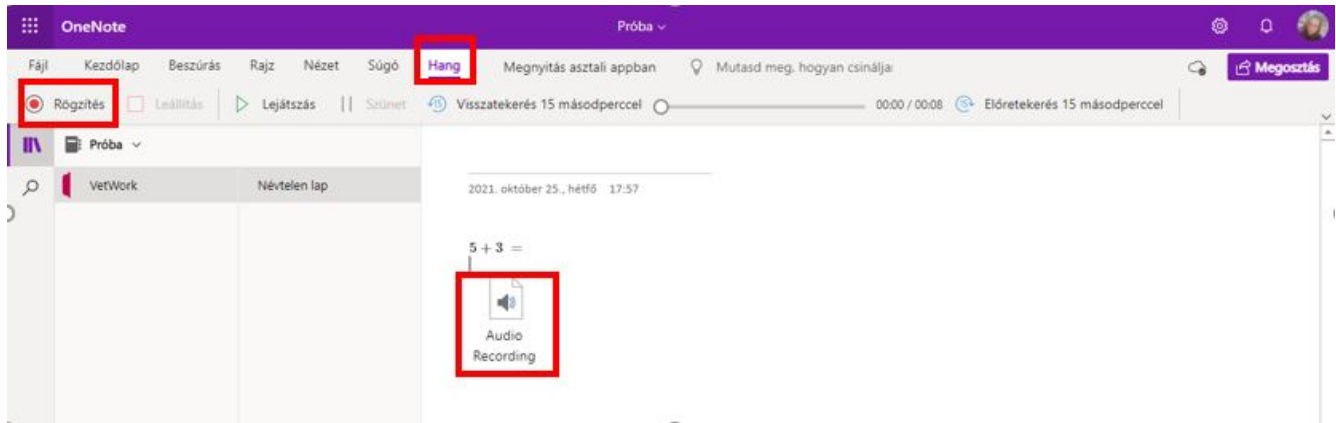 OneNote Próba
Fájl Kezdőlap Beszúrás Rajz Nézet Súgó Hang Megnyitás asztali appban Mutasd meg, hogyan csinálja
Megosztás
Rögzítés Leállítás Lejátszás Szünet Visszatekerés 15 másodperccel 00:00 / 00:08 Előretekerés 15 másodperccel
Próba
VetWork Névtelen lap
2021. október 25., hétfő 17:57
5 + 3 =
Audio
Recording